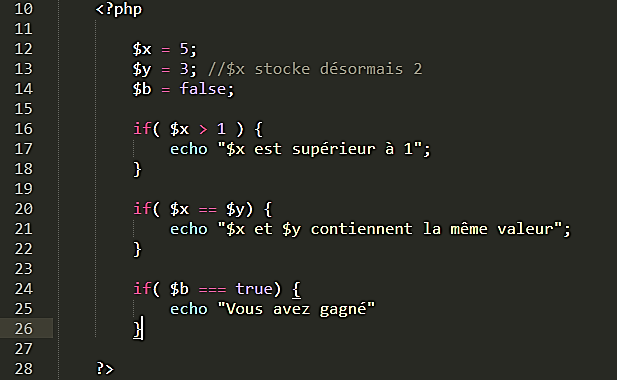 10 <?php
11
12 $x = 5;
13 $y = 3; //$x stocke désormais 2
14 $b = false;
15
16 if( $x > 1 ) {
17 echo "$x est supérieur à 1";
18 }
19
20 if( $x == $y) {
21 echo "$x et $y contiennent la même valeur";
22 }
23
24 if( $b === true) {
25 echo "Vous avez gagné"
26 }
27
28 ?>